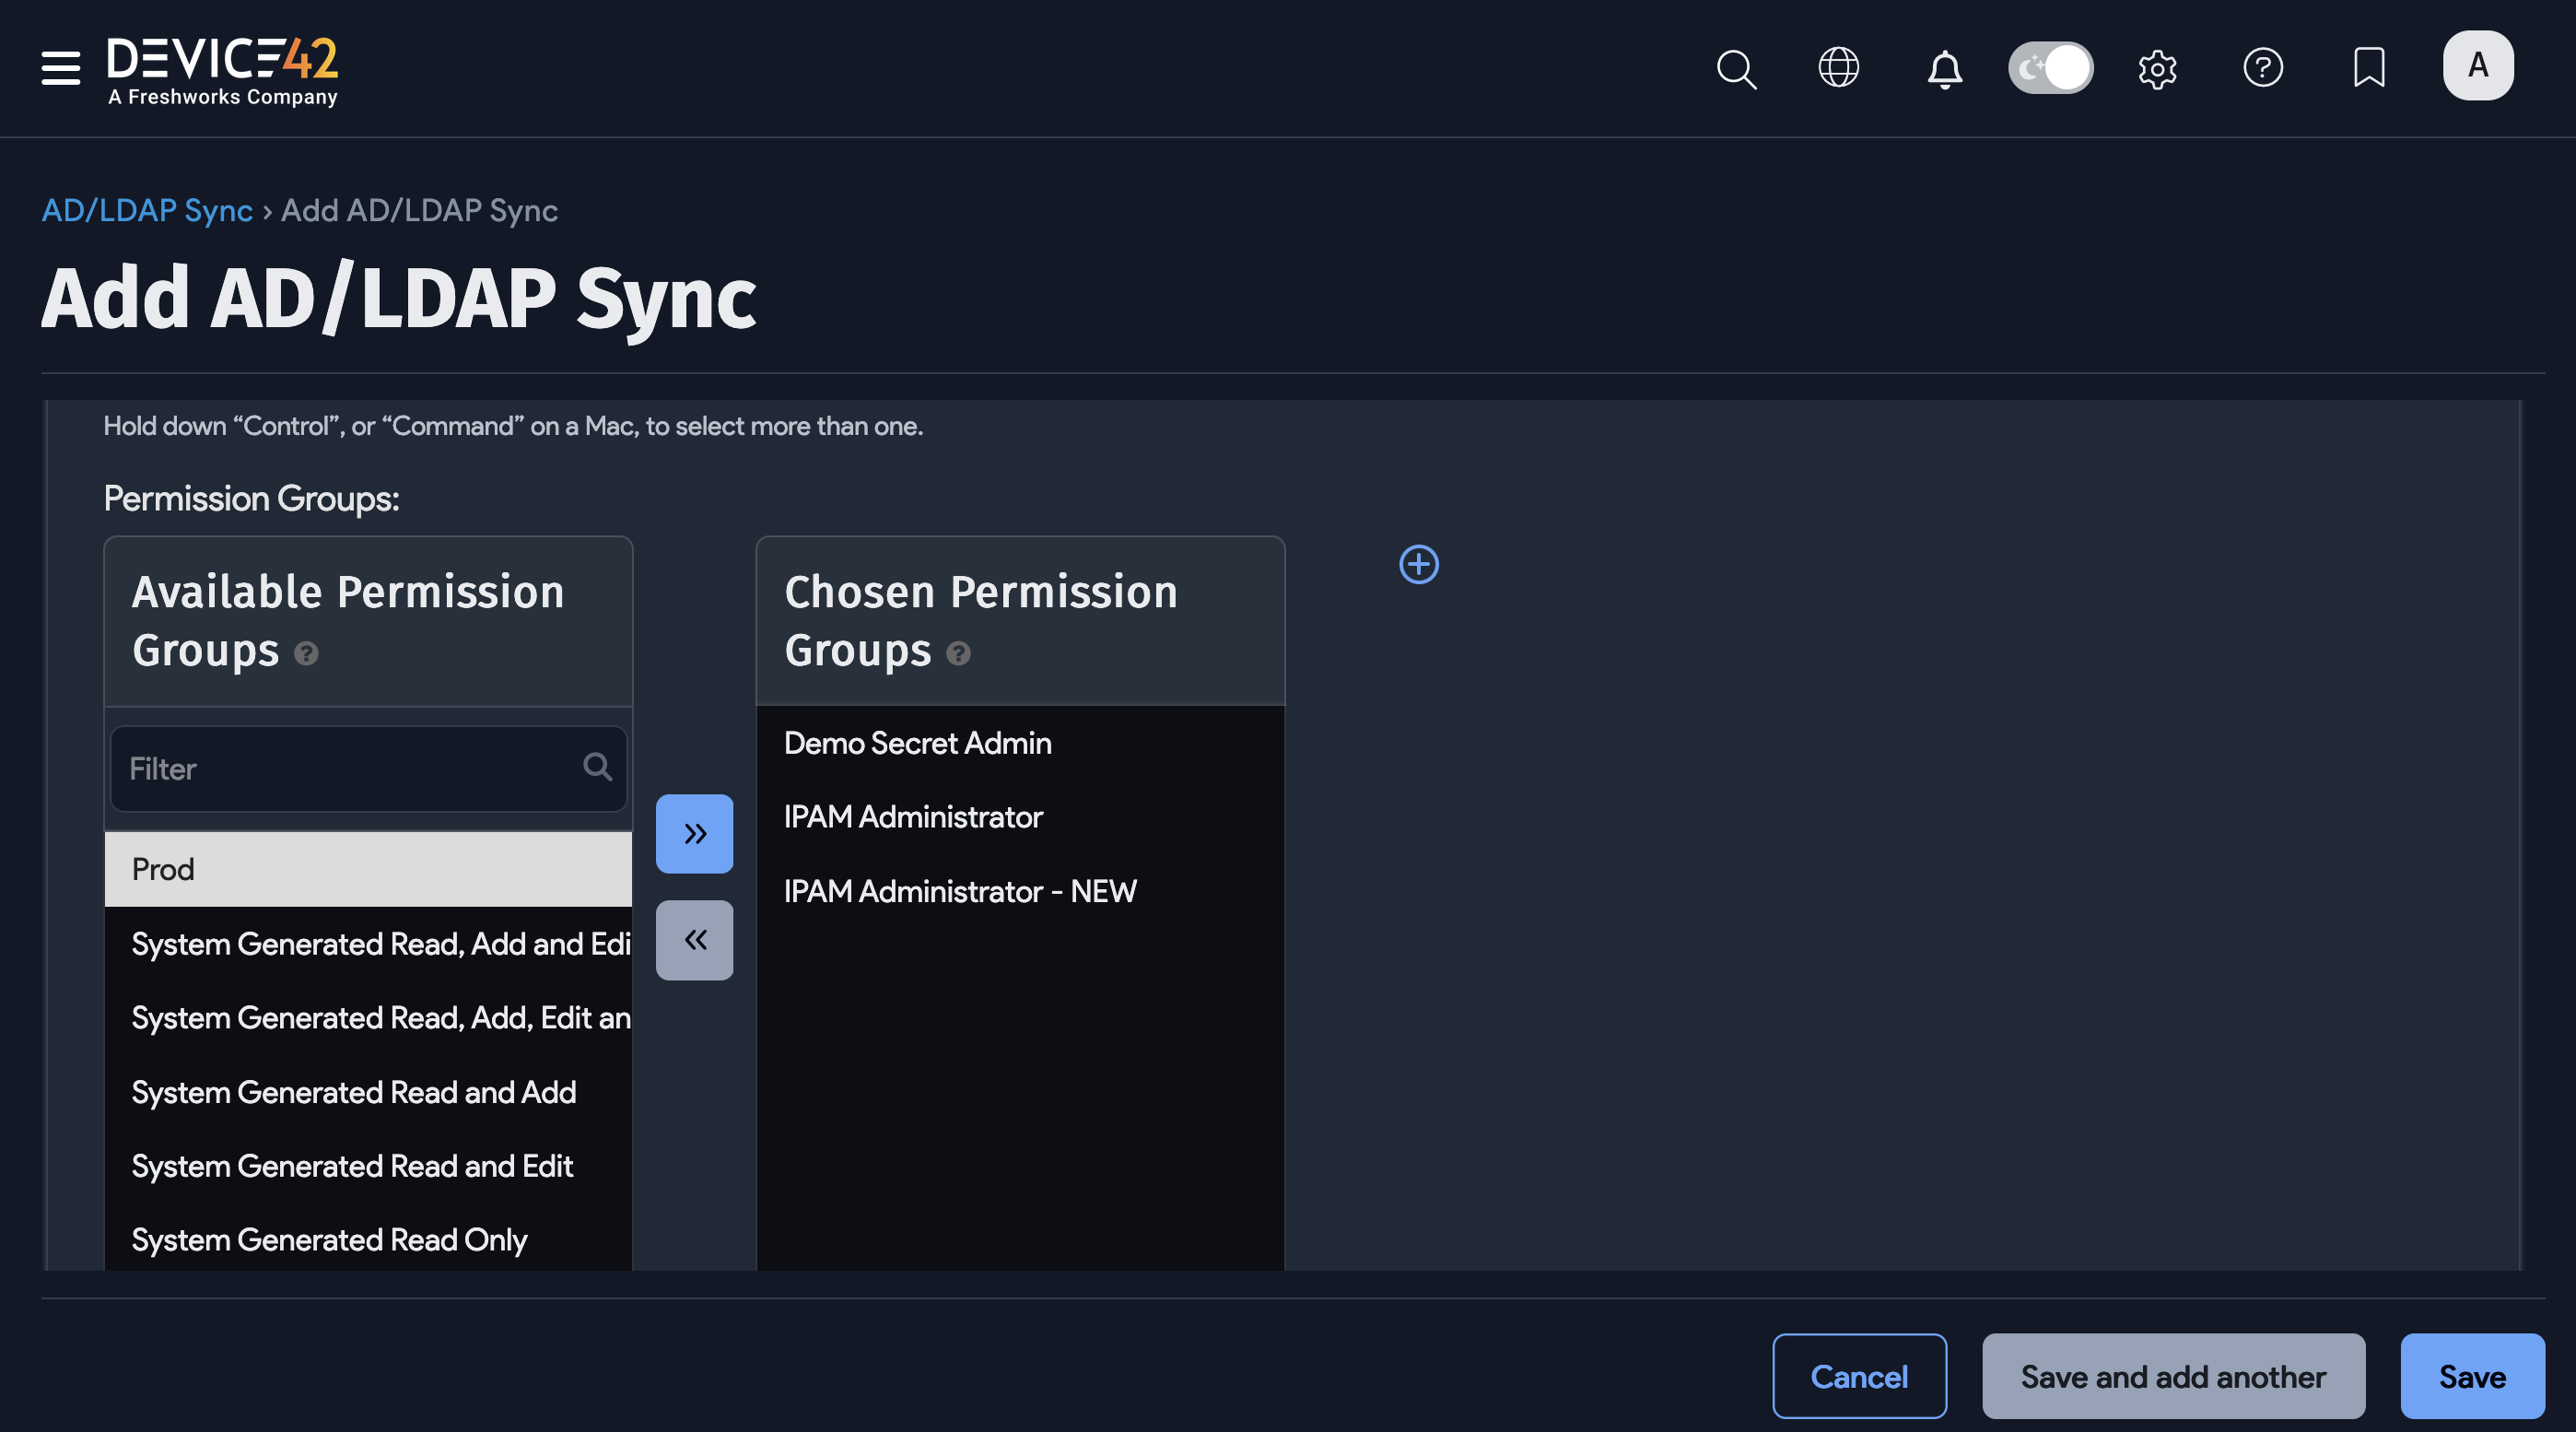 DEVICE42
A Freshworks Company
A
AD/LDAP Sync › Add AD/LDAP Sync
Add AD/LDAP Sync
Hold down “Control”, or “Command” on a Mac, to select more than one.
Permission Groups:
Available Permission
Groups ?
Filter
Prod
System Generated Read, Add and Edi
System Generated Read, Add, Edit an
System Generated Read and Add
System Generated Read and Edit
System Generated Read Only
Chosen Permission
Groups ?
Demo Secret Admin
IPAM Administrator
IPAM Administrator - NEW
Cancel
Save and add another
Save